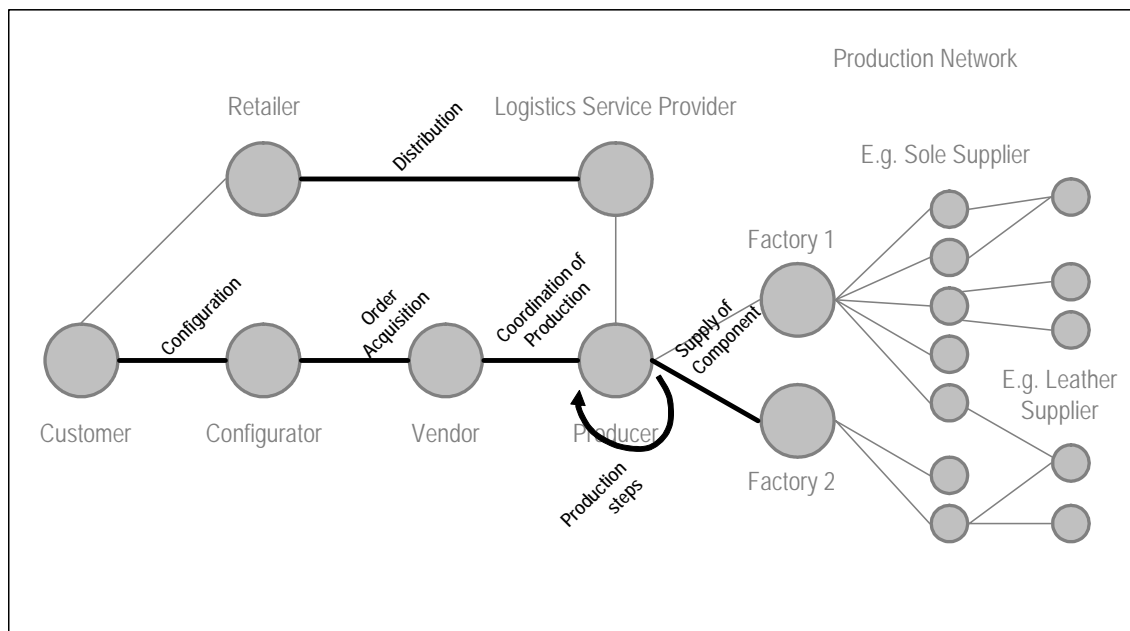 Production Network
Retailer
Logistics Service Provider
Distribution
E.g. Sole Supplier
Factory 1
Configuration
Order
Acquisition
Coordination of
Production
Supply of
Component
E.g. Leather
Supplier
Customer
Configurator
Vendor
Producer
Factory 2
Production
steps